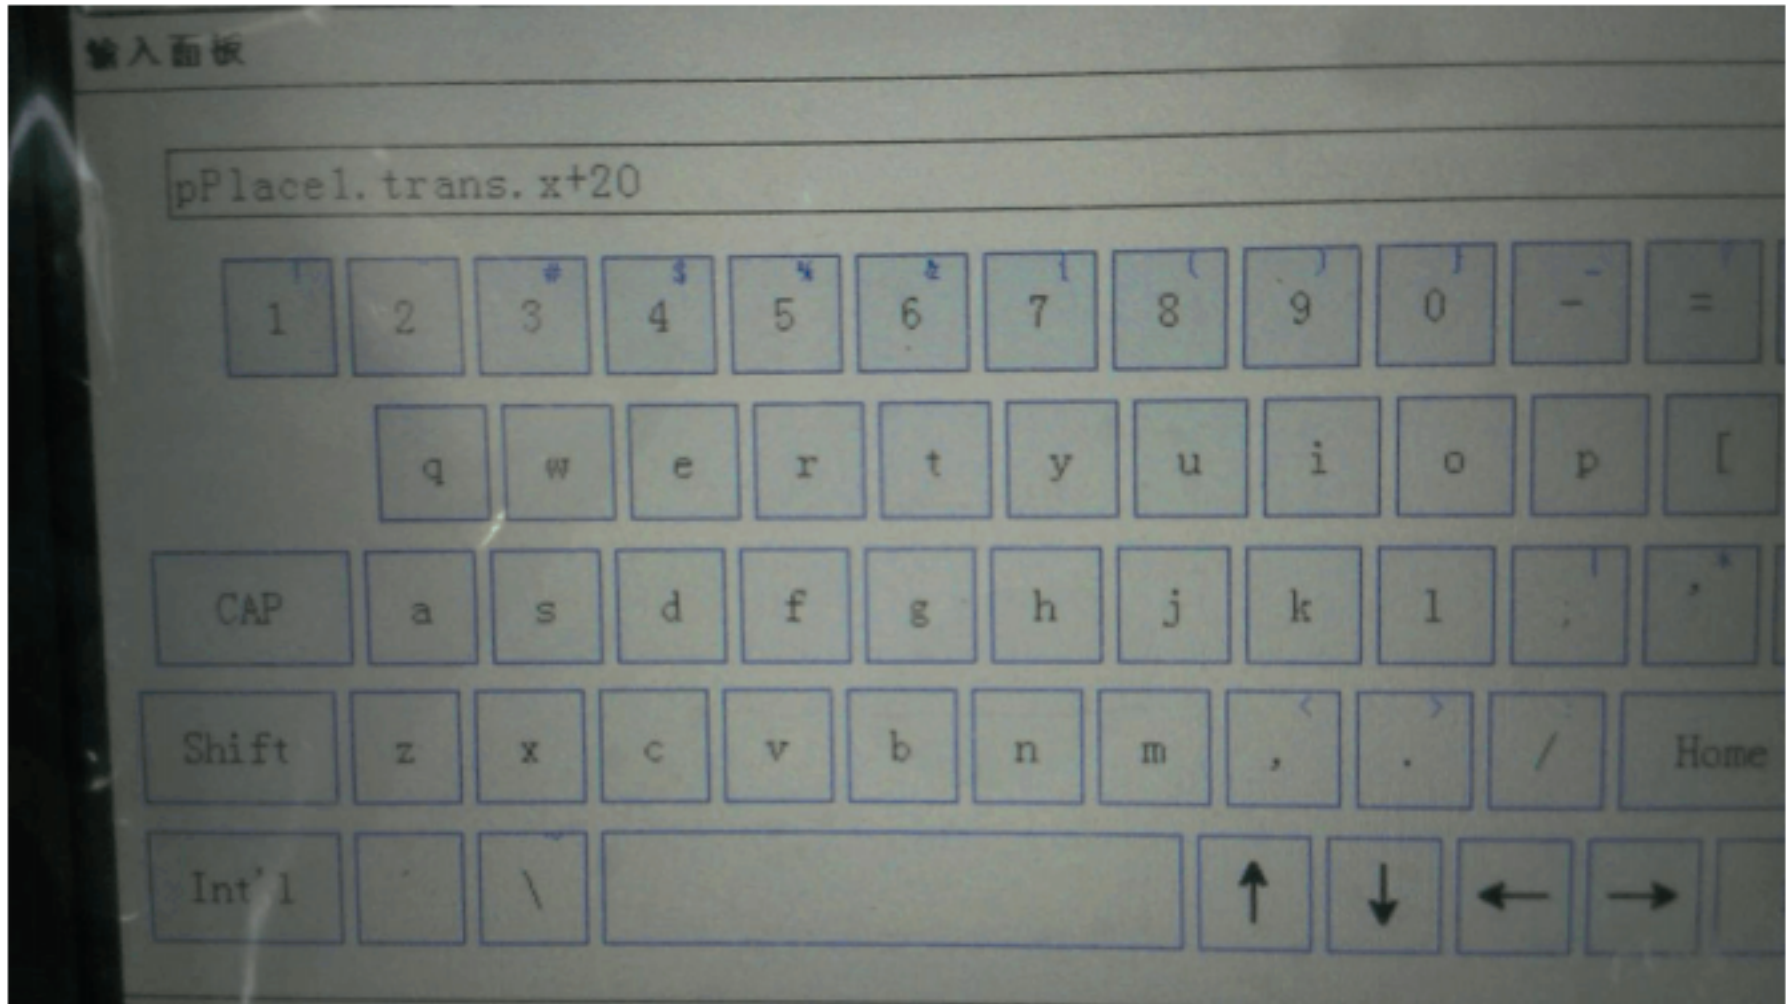 输入面板
pPlace1.trans.x+20
1 2 # 3 $ 4 % 5 6 { 7 ( 8 ) 9 } 0 _ - =
q w e r t y u i o p [
CAP a s d f g h j k l | ; * '
Shift z x c v b n m < , > . / Home
Int'l \ ↑ ↓ ← →